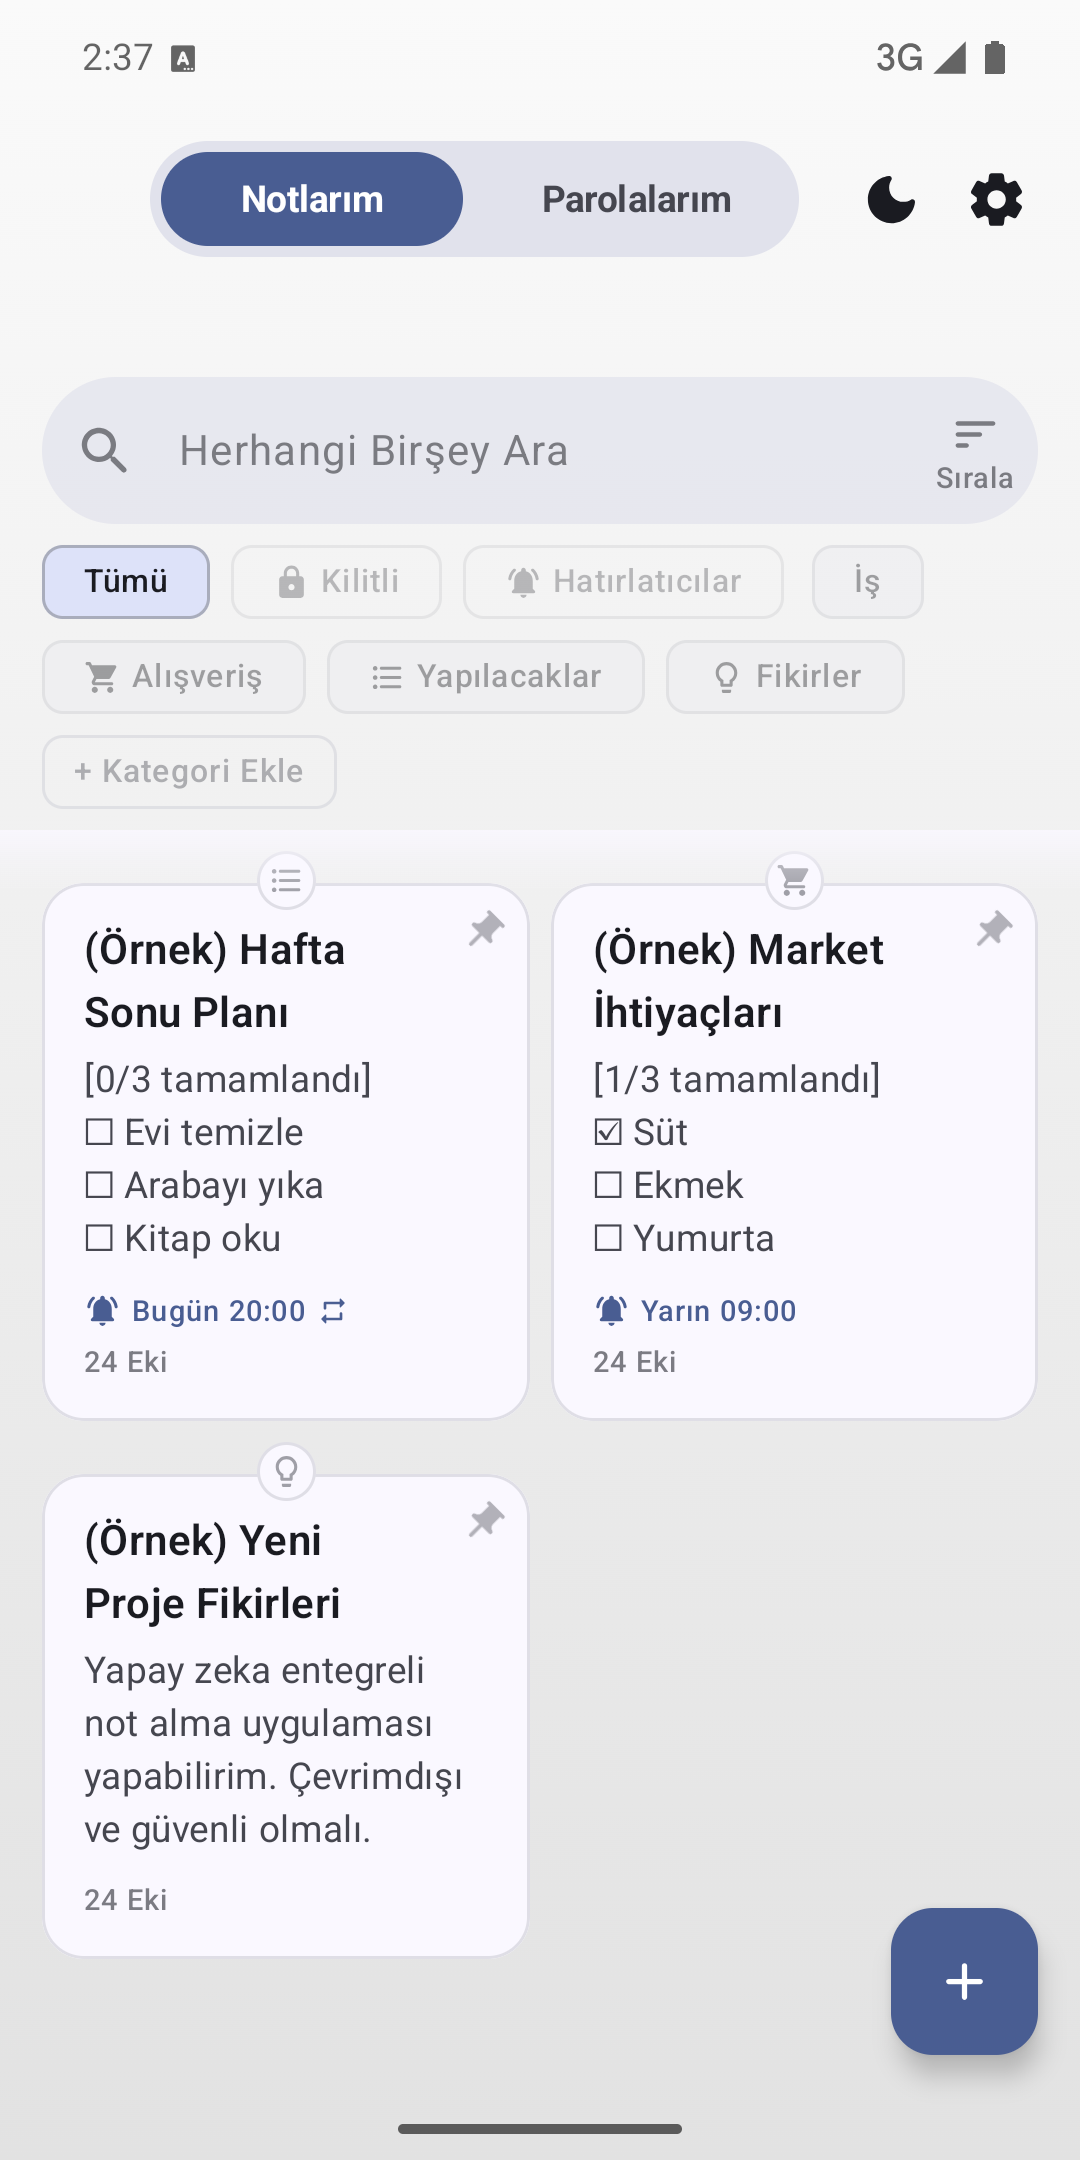 2:37
3G
Notlarım
Parolalarım
Herhangi Birşey Ara
Sırala
Tümü
Kilitli
Hatırlatıcılar
İş
Alışveriş
Yapılacaklar
Fikirler
+ Kategori Ekle
(Örnek) Hafta
Sonu Planı
[0/3 tamamlandı]
☐ Evi temizle
☐ Arabayı yıka
☐ Kitap oku
Bugün 20:00
24 Eki
(Örnek) Market
İhtiyaçları
[1/3 tamamlandı]
☑ Süt
☐ Ekmek
☐ Yumurta
Yarın 09:00
24 Eki
(Örnek) Yeni
Proje Fikirleri
Yapay zeka entegreli
not alma uygulaması
yapabilirim. Çevrimdışı
ve güvenli olmalı.
24 Eki